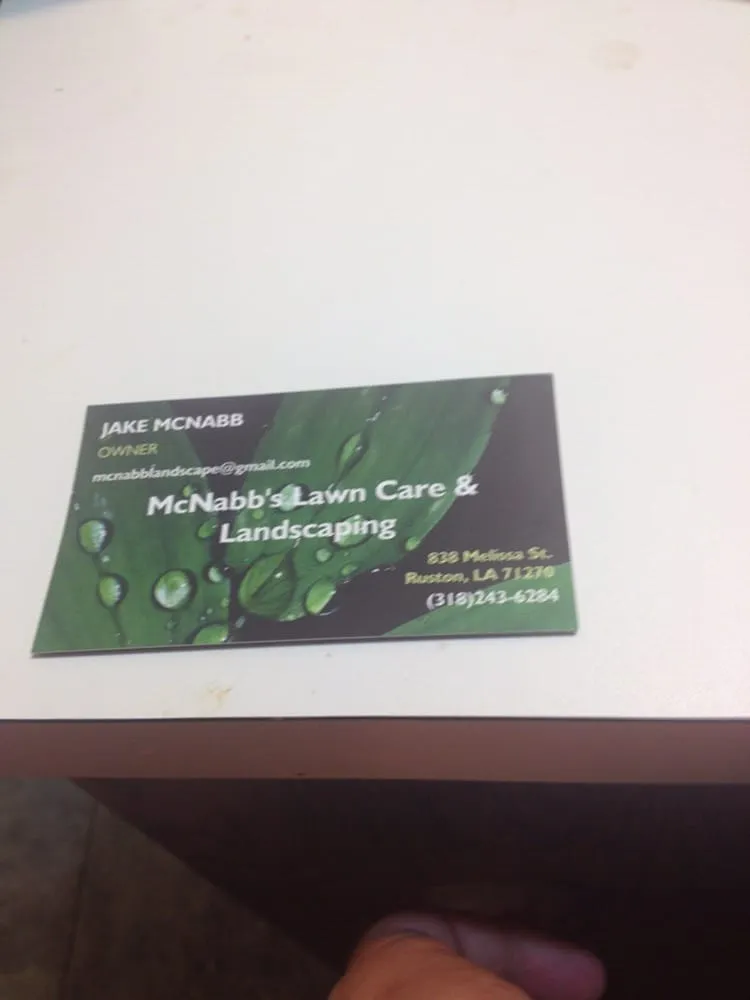 JAKE MCNABB
OWNER
mcnabblandscape@gmail.com
McNabb's Lawn Care &
Landscaping
838 Melissa St.
Ruston, LA 71270
(318)243-6284